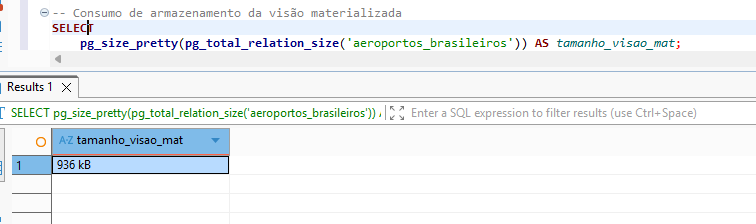 -- Consumo de armazenamento da visão materializada
SELECT
pg_size_pretty(pg_total_relation_size('aeroportos_brasileiros')) AS tamanho_visao_mat;
Results 1
SELECT pg_size_pretty(pg_total_relation_size('aeroportos_brasileiros')) A
Enter a SQL expression to filter results (use Ctrl+Space)
A-Z tamanho_visao_mat
1 936 kB